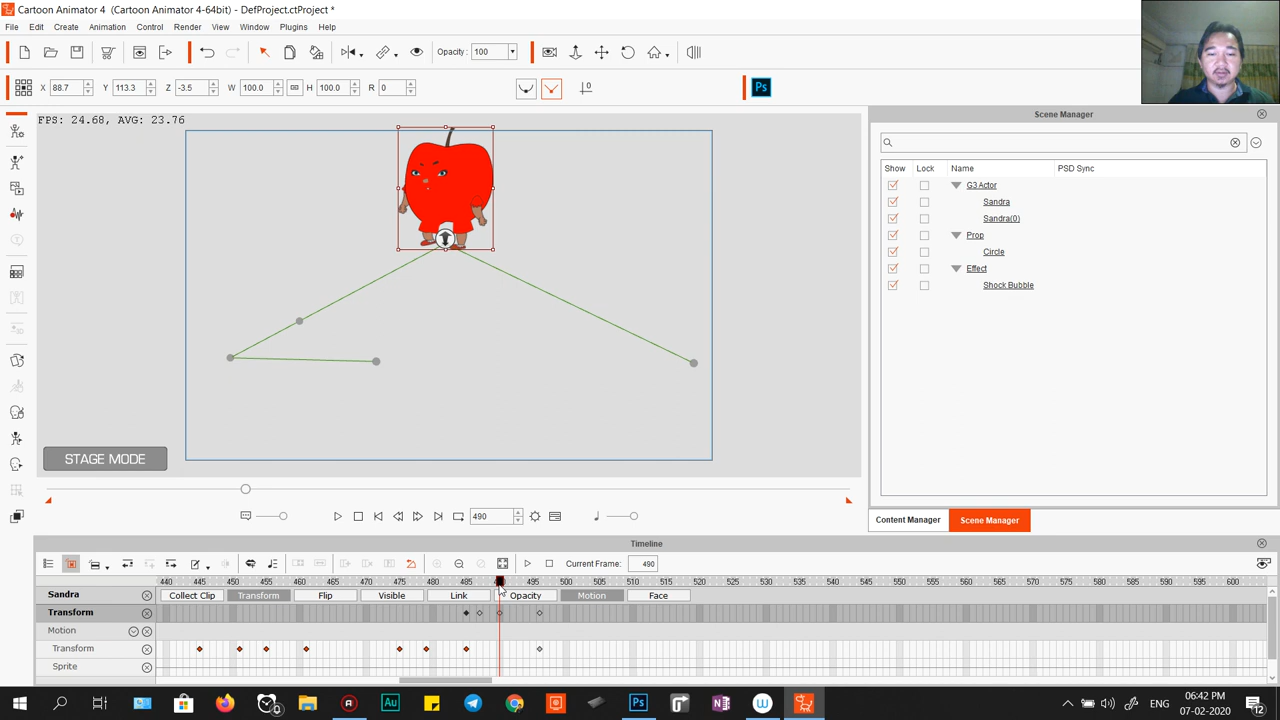 Cartoon Animator 4 (Cartoon Animator 4-64bit) - DefProject.ctProject *
File Edit Create Animation Control Render View Window Plugins Help
Opacity : 100
X 88.7 Y 113.3 Z -3.5 W 100.0 H 100.0 R 0 Ps
FPS: 24.68, AVG: 23.76
Scene Manager
Show Lock Name PSD Sync
G3 Actor
Sandra
Sandra(0)
Prop
Circle
Effect
Shock Bubble
STAGE MODE
490
Content Manager Scene Manager
Timeline
Current Frame: 490
440 445 450 455 460 465 470 475 480 485 495 500 505 510 515 520 525 530 535 540 545 550 555 560 565 570 575 580 585 590 595 600
Sandra Collect Clip Transform Flip Visible Link Opacity Motion Face
Transform
Motion
Transform
Sprite
Au Ps N W ENG 06:42 PM
07-02-2020 12